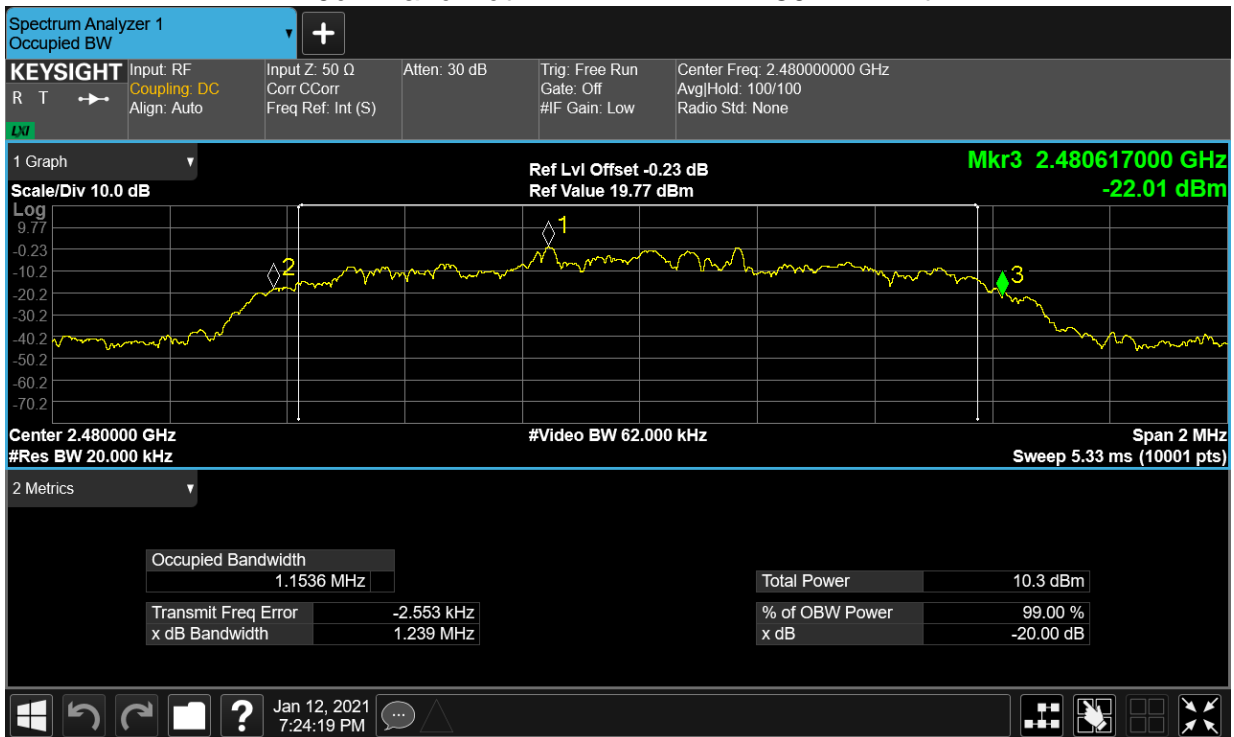 Spectrum Analyzer 1
Occupied BW
+
KEYSIGHT
R T
LXI
Input: RF
Coupling: DC
Align: Auto
Input Z: 50 Ω
Corr CCorr
Freq Ref: Int (S)
Atten: 30 dB
Trig: Free Run
Gate: Off
#IF Gain: Low
Center Freq: 2.480000000 GHz
Avg|Hold: 100/100
Radio Std: None
1 Graph
Scale/Div 10.0 dB
Ref Lvl Offset -0.23 dB
Ref Value 19.77 dBm
Mkr3 2.480617000 GHz
-22.01 dBm
Log
9.77
-0.23
-10.2
-20.2
-30.2
-40.2
-50.2
-60.2
-70.2
1
2
3
Center 2.480000 GHz
#Video BW 62.000 kHz
Span 2 MHz
#Res BW 20.000 kHz
Sweep 5.33 ms (10001 pts)
2 Metrics
Occupied Bandwidth
1.1536 MHz
Total Power 10.3 dBm
Transmit Freq Error -2.553 kHz
% of OBW Power 99.00 %
x dB Bandwidth 1.239 MHz
x dB -20.00 dB
?
Jan 12, 2021
7:24:19 PM